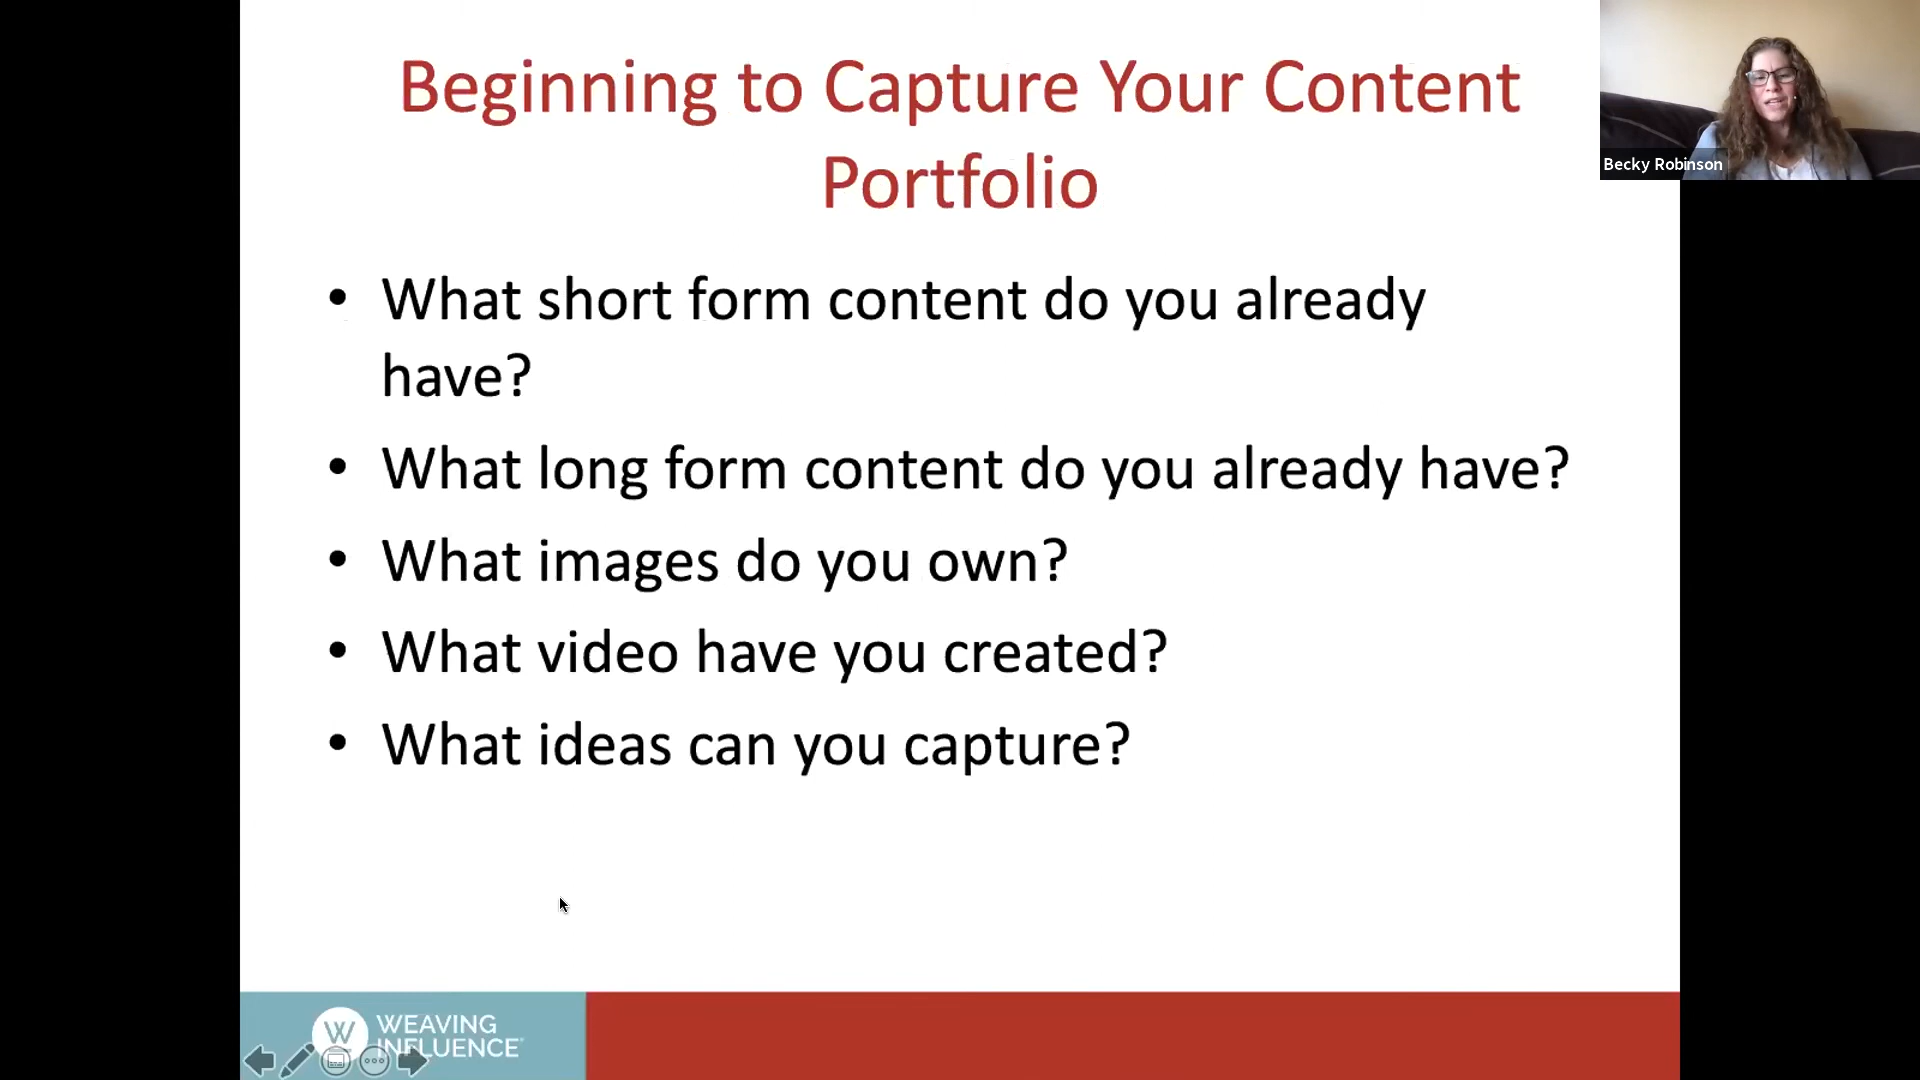 Beginning to Capture Your Content
Portfolio
Becky Robinson
• What short form content do you already
have?
• What long form content do you already have?
• What images do you own?
• What video have you created?
• What ideas can you capture?
W
WEAVING
INFLUENCE